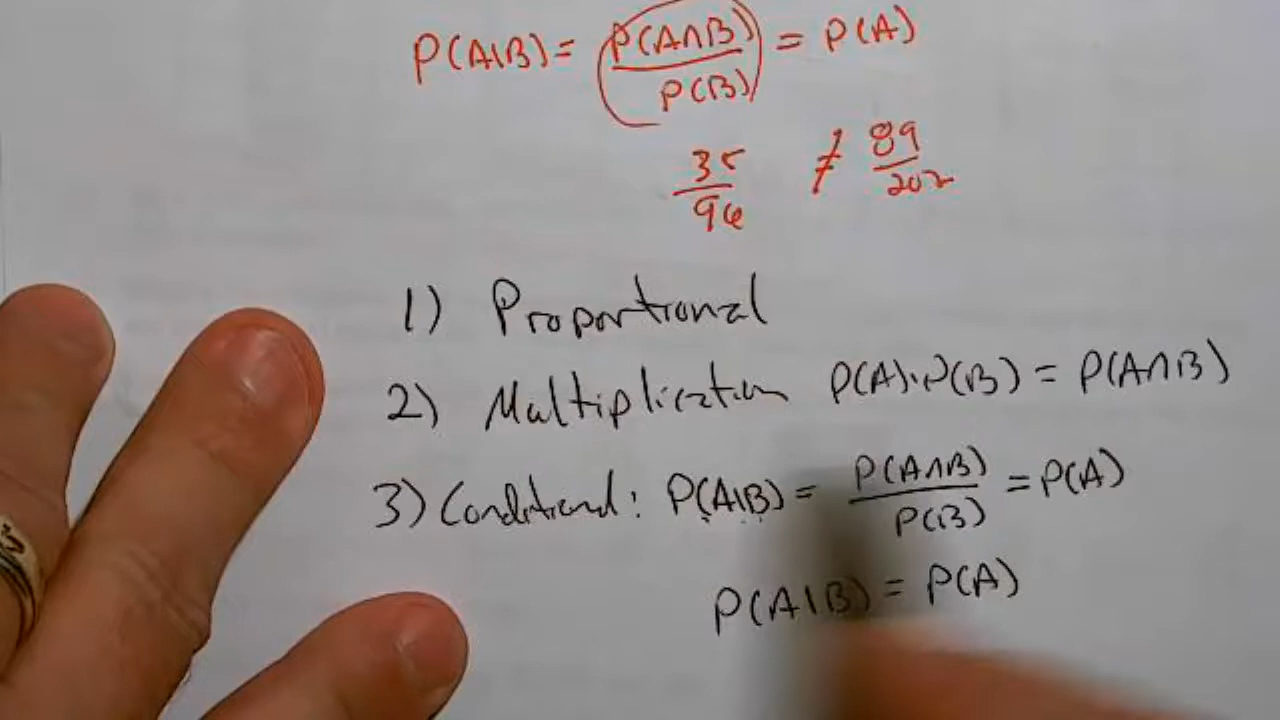 P(A|B) = P(A∩B)/P(B) = P(A)
35/96 ≠ 89/202
1) Proportional
2) Multiplication P(A)·P(B) = P(A∩B)
3) Conditional: P(A|B) = P(A∩B)/P(B) = P(A)
P(A|B) = P(A)